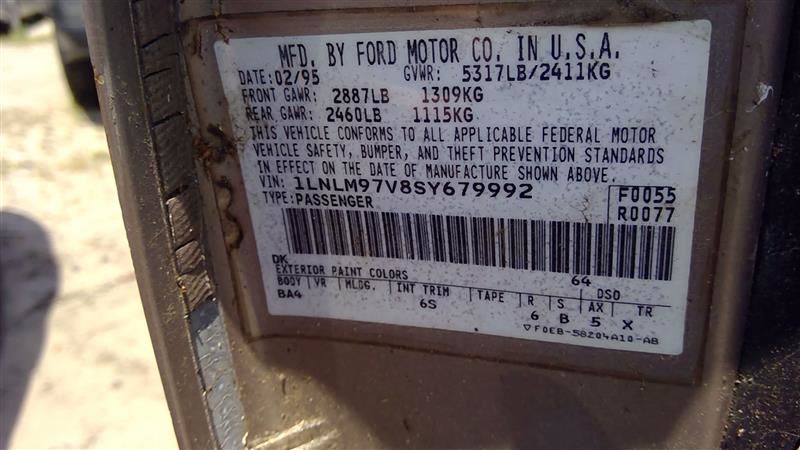 MFD. BY FORD MOTOR CO. IN U.S.A.
DATE: 02/95 GVWR: 5317LB/2411KG
FRONT GAWR: 2887LB 1309KG
REAR GAWR: 2460LB 1115KG
THIS VEHICLE CONFORMS TO ALL APPLICABLE FEDERAL MOTOR
VEHICLE SAFETY, BUMPER, AND THEFT PREVENTION STANDARDS
IN EFFECT ON THE DATE OF MANUFACTURE SHOWN ABOVE.
VIN: 1LNLM97V8SY679992 F0055
TYPE: PASSENGER R0077
DK 64
EXTERIOR PAINT COLORS DSO
BODY VR MLDG. INT TRIM TAPE R S AX TR
BA4 6S 6 B 5 X
▽F0EB-58204A10-AB